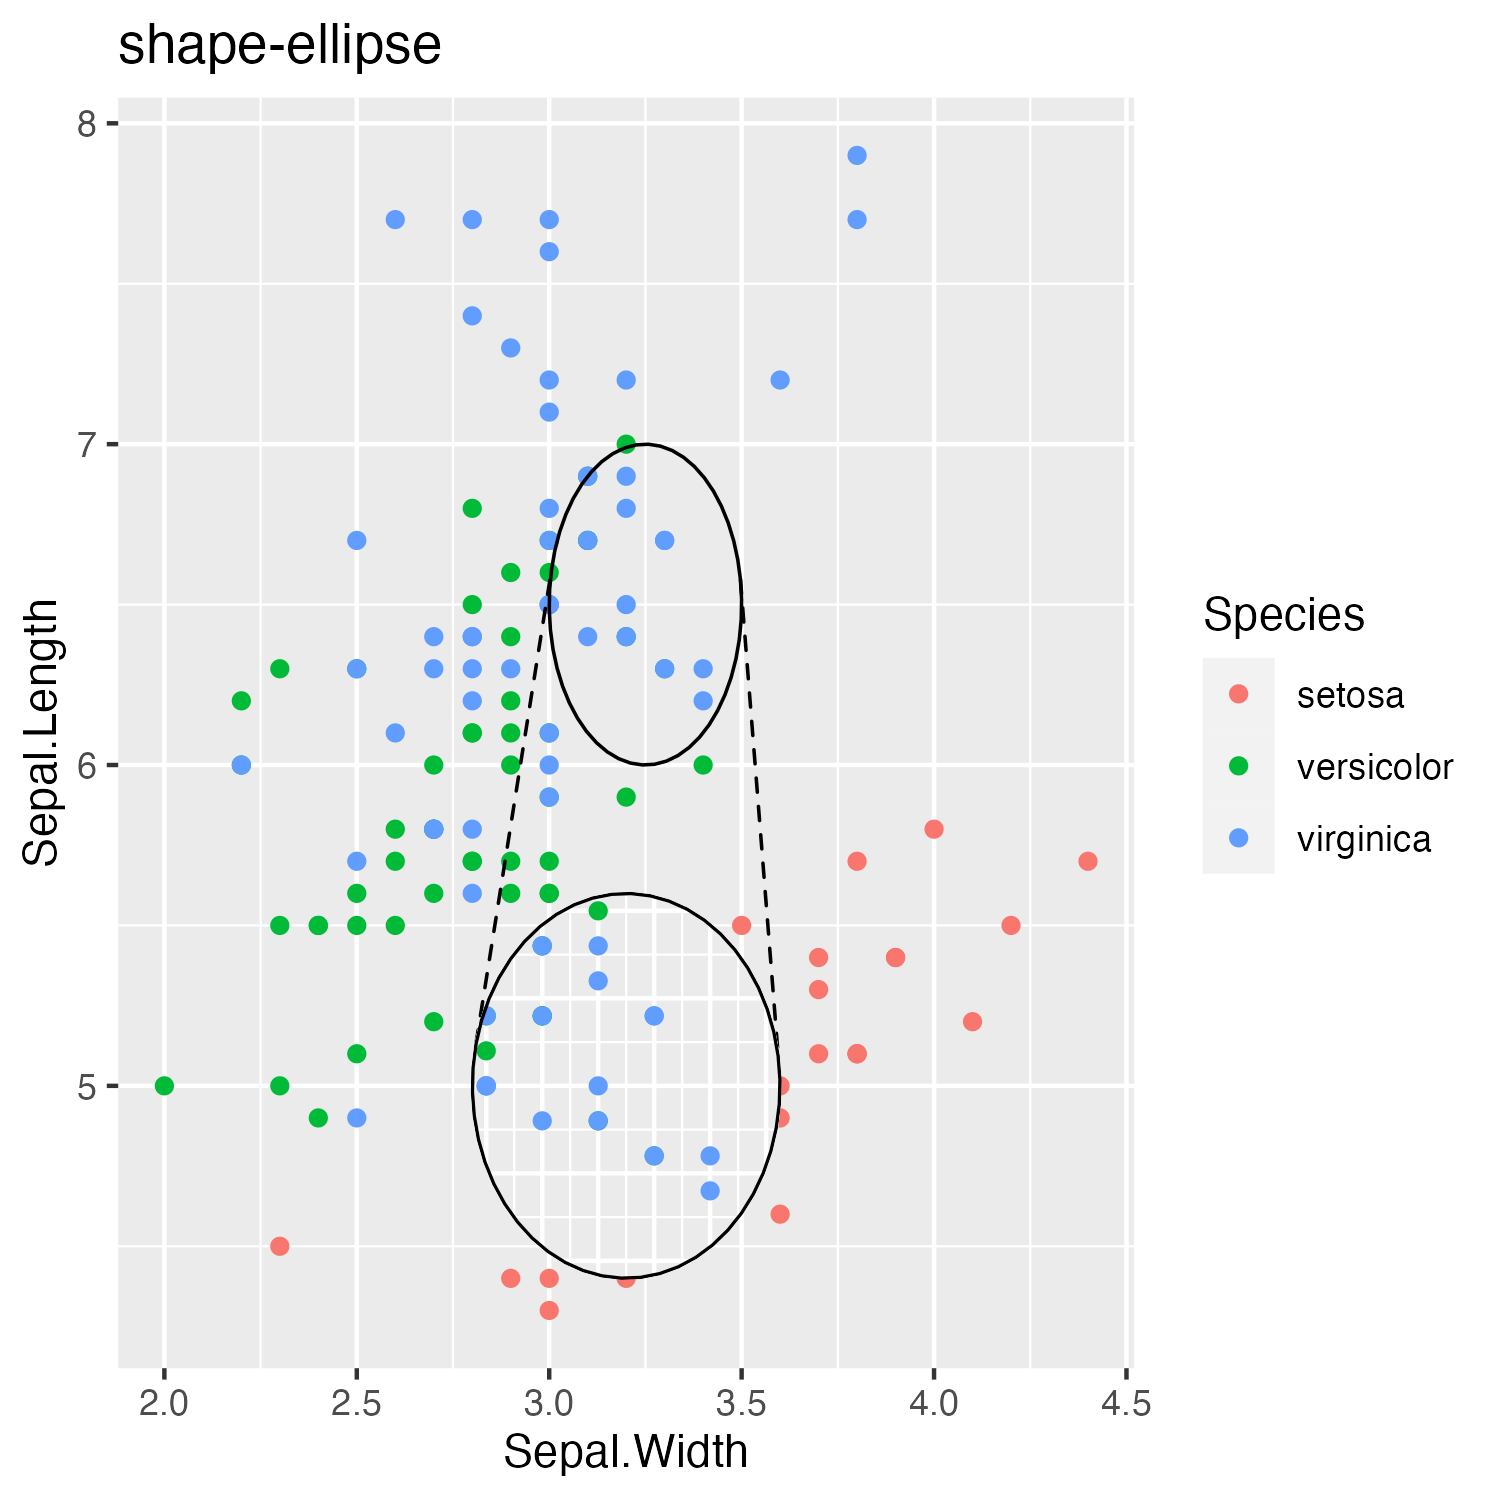 shape-ellipse
8
7
6
5
Sepal.Length
2.0 2.5 3.0 3.5 4.0 4.5
Sepal.Width
Species
setosa
versicolor
virginica